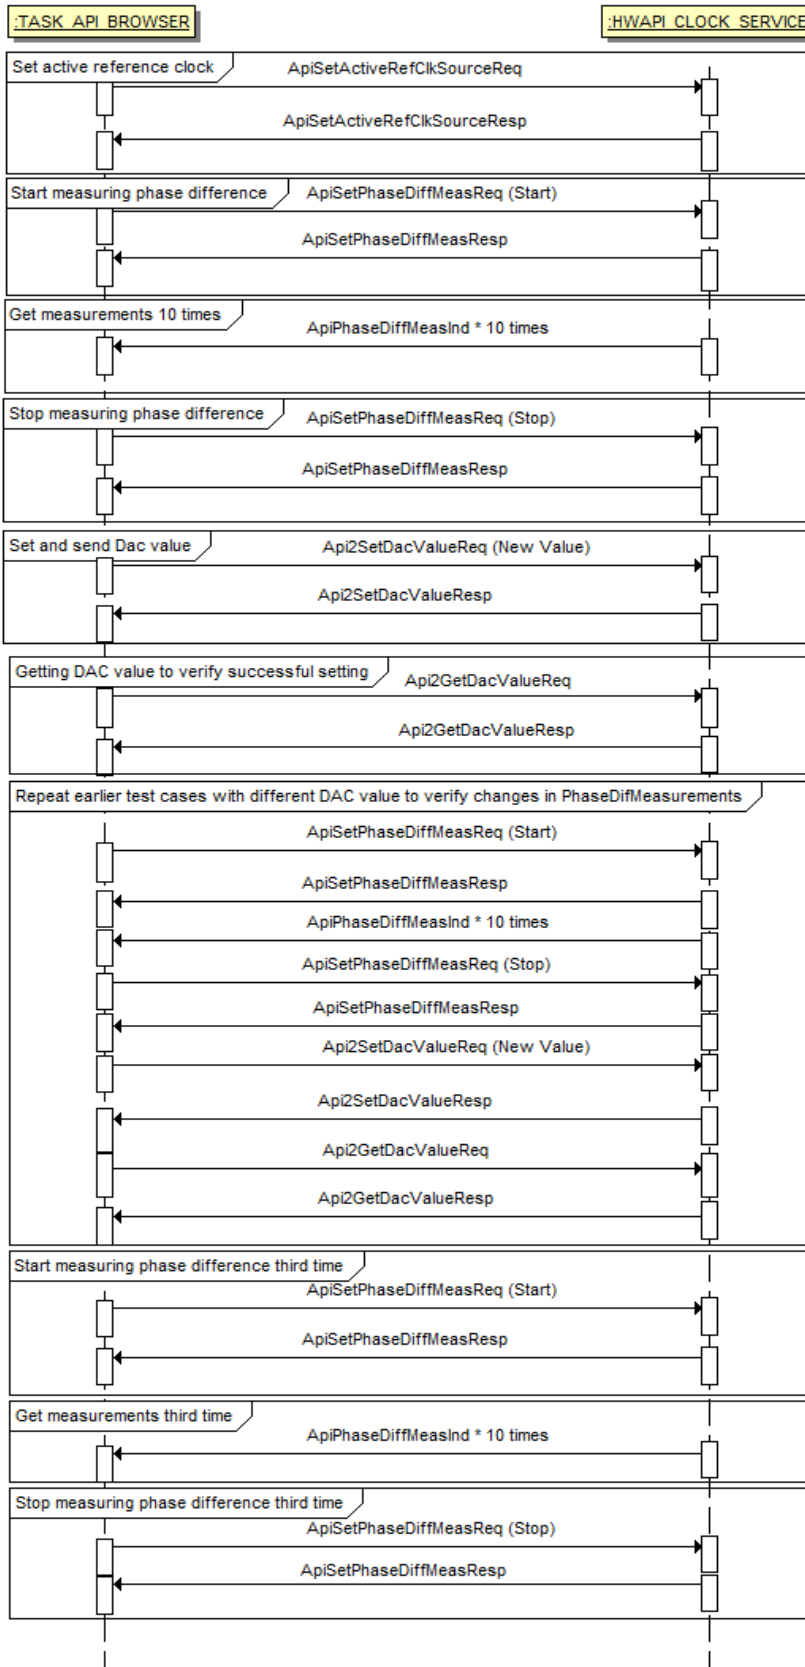 :TASK_API_BROWSER
:HWAPI_CLOCK_SERVICE
Set active reference clock
ApiSetActiveRefClkSourceReq
ApiSetActiveRefClkSourceResp
Start measuring phase difference
ApiSetPhaseDiffMeasReq (Start)
ApiSetPhaseDiffMeasResp
Get measurements 10 times
ApiPhaseDiffMeasInd * 10 times
Stop measuring phase difference
ApiSetPhaseDiffMeasReq (Stop)
ApiSetPhaseDiffMeasResp
Set and send Dac value
Api2SetDacValueReq (New Value)
Api2SetDacValueResp
Getting DAC value to verify successful setting
Api2GetDacValueReq
Api2GetDacValueResp
Repeat earlier test cases with different DAC value to verify changes in PhaseDifMeasurements
ApiSetPhaseDiffMeasReq (Start)
ApiSetPhaseDiffMeasResp
ApiPhaseDiffMeasInd * 10 times
ApiSetPhaseDiffMeasReq (Stop)
ApiSetPhaseDiffMeasResp
Api2SetDacValueReq (New Value)
Api2SetDacValueResp
Api2GetDacValueReq
Api2GetDacValueResp
Start measuring phase difference third time
ApiSetPhaseDiffMeasReq (Start)
ApiSetPhaseDiffMeasResp
Get measurements third time
ApiPhaseDiffMeasInd * 10 times
Stop measuring phase difference third time
ApiSetPhaseDiffMeasReq (Stop)
ApiSetPhaseDiffMeasResp